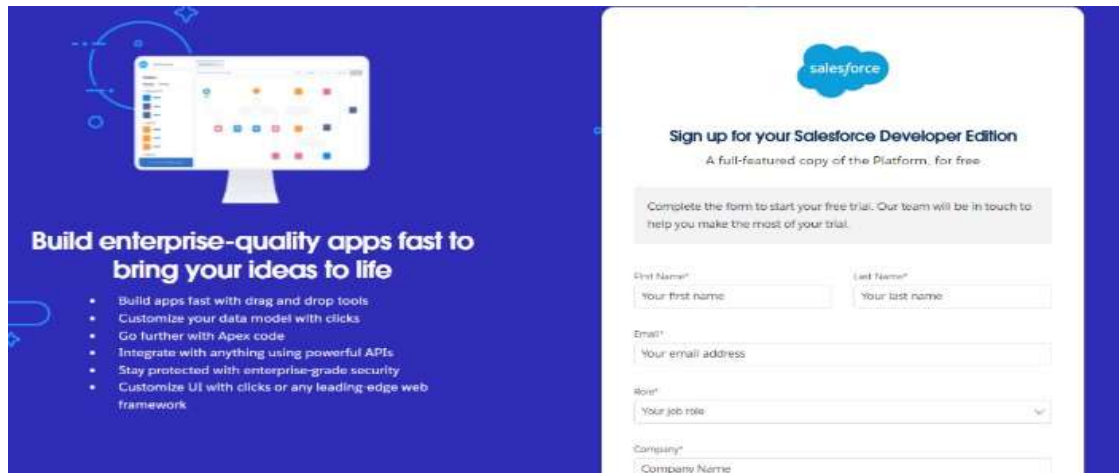 Build enterprise-quality apps fast to
bring your ideas to life
• Build apps fast with drag and drop tools
• Customize your data model with clicks
• Go further with Apex code
• Integrate with anything using powerful APIs
• Stay protected with enterprise-grade security
• Customize UI with clicks or any leading-edge web
framework
salesforce
Sign up for your Salesforce Developer Edition
A full-featured copy of the Platform, for free
Complete the form to start your free trial. Our team will be in touch to
help you make the most of your trial.
First Name* Last Name*
Your first name Your last name
Email*
Your email address
Role*
Your job role
Company*
Company Name